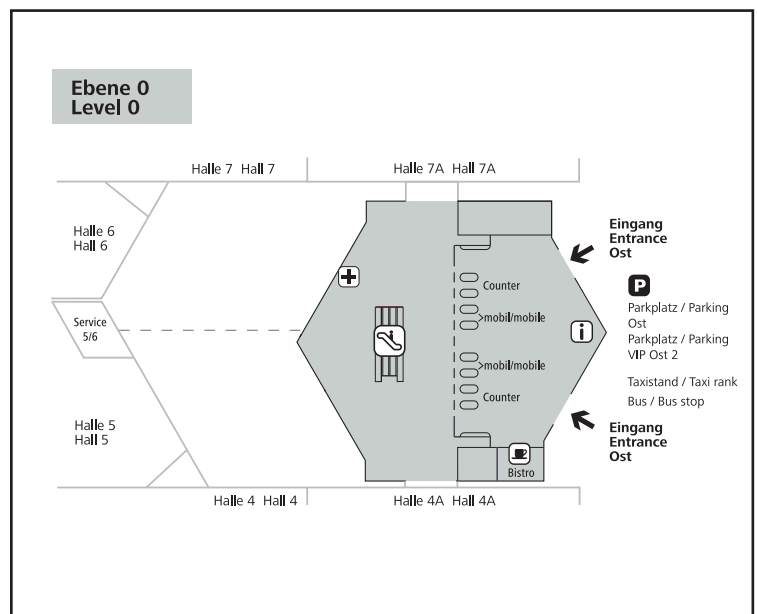 Ebene 0
Level 0
Halle 7 Hall 7
Halle 7A Hall 7A
Halle 6
Hall 6
Eingang
Entrance
Ost
P
Counter
Parkplatz / Parking
Ost
Parkplatz / Parking
VIP Ost 2
Service
5/6
mobil/mobile
i
mobil/mobile
Taxistand / Taxi rank
Bus / Bus stop
Counter
Halle 5
Hall 5
Eingang
Entrance
Ost
Bistro
Halle 4 Hall 4
Halle 4A Hall 4A